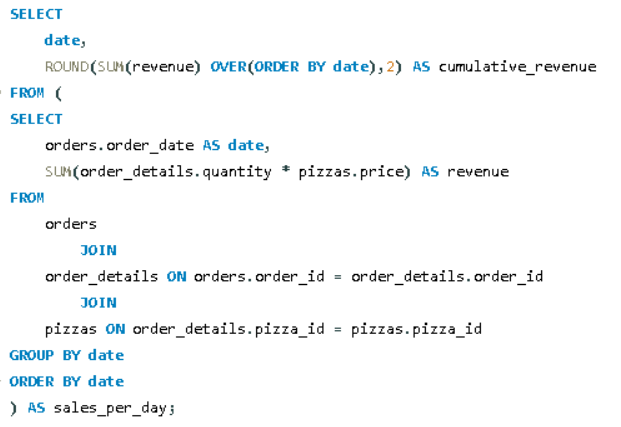 SELECT
date,
ROUND(SUM(revenue) OVER(ORDER BY date),2) AS cumulative_revenue
FROM (
SELECT
orders.order_date AS date,
SUM(order_details.quantity * pizzas.price) AS revenue
FROM
orders
JOIN
order_details ON orders.order_id = order_details.order_id
JOIN
pizzas ON order_details.pizza_id = pizzas.pizza_id
GROUP BY date
ORDER BY date
) AS sales_per_day;